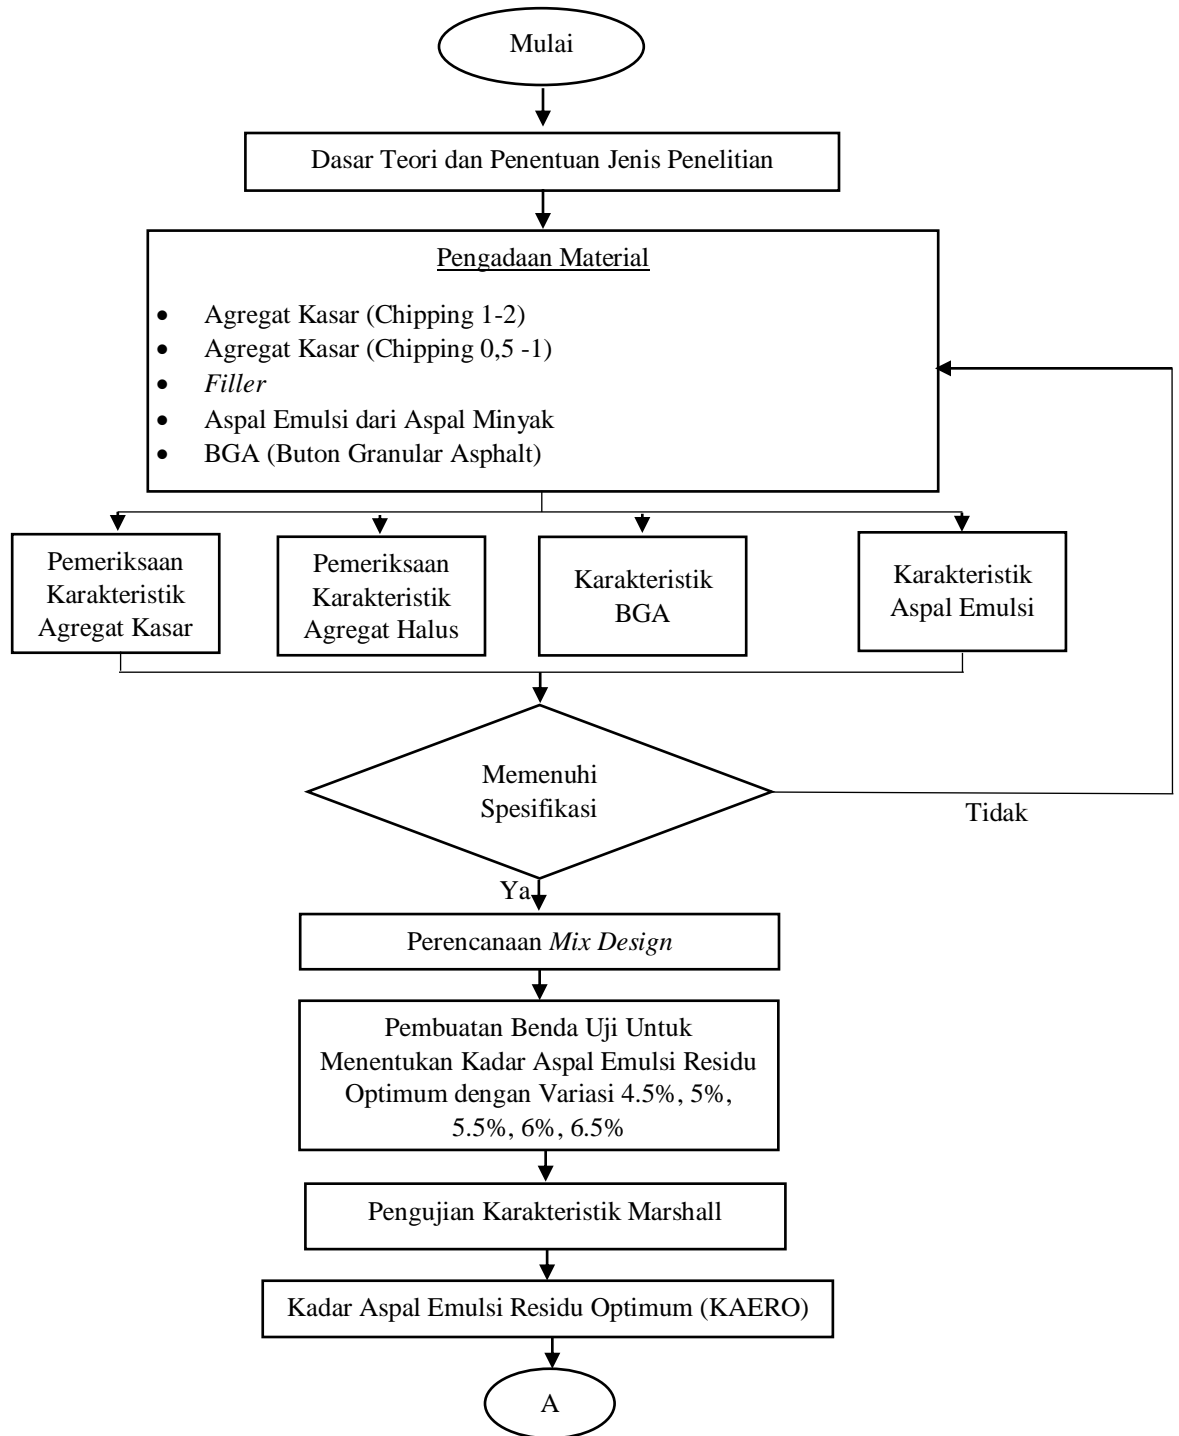 Mulai
Dasar Teori dan Penentuan Jenis Penelitian
Pengadaan Material
• Agregat Kasar (Chipping 1-2)
• Agregat Kasar (Chipping 0,5 -1)
• Filler
• Aspal Emulsi dari Aspal Minyak
• BGA (Buton Granular Asphalt)
Pemeriksaan
Karakteristik
Agregat Kasar
Pemeriksaan
Karakteristik
Agregat Halus
Karakteristik
BGA
Karakteristik
Aspal Emulsi
Memenuhi
Spesifikasi
Tidak
Ya
Perencanaan Mix Design
Pembuatan Benda Uji Untuk
Menentukan Kadar Aspal Emulsi Residu
Optimum dengan Variasi 4.5%, 5%,
5.5%, 6%, 6.5%
Pengujian Karakteristik Marshall
Kadar Aspal Emulsi Residu Optimum (KAERO)
A